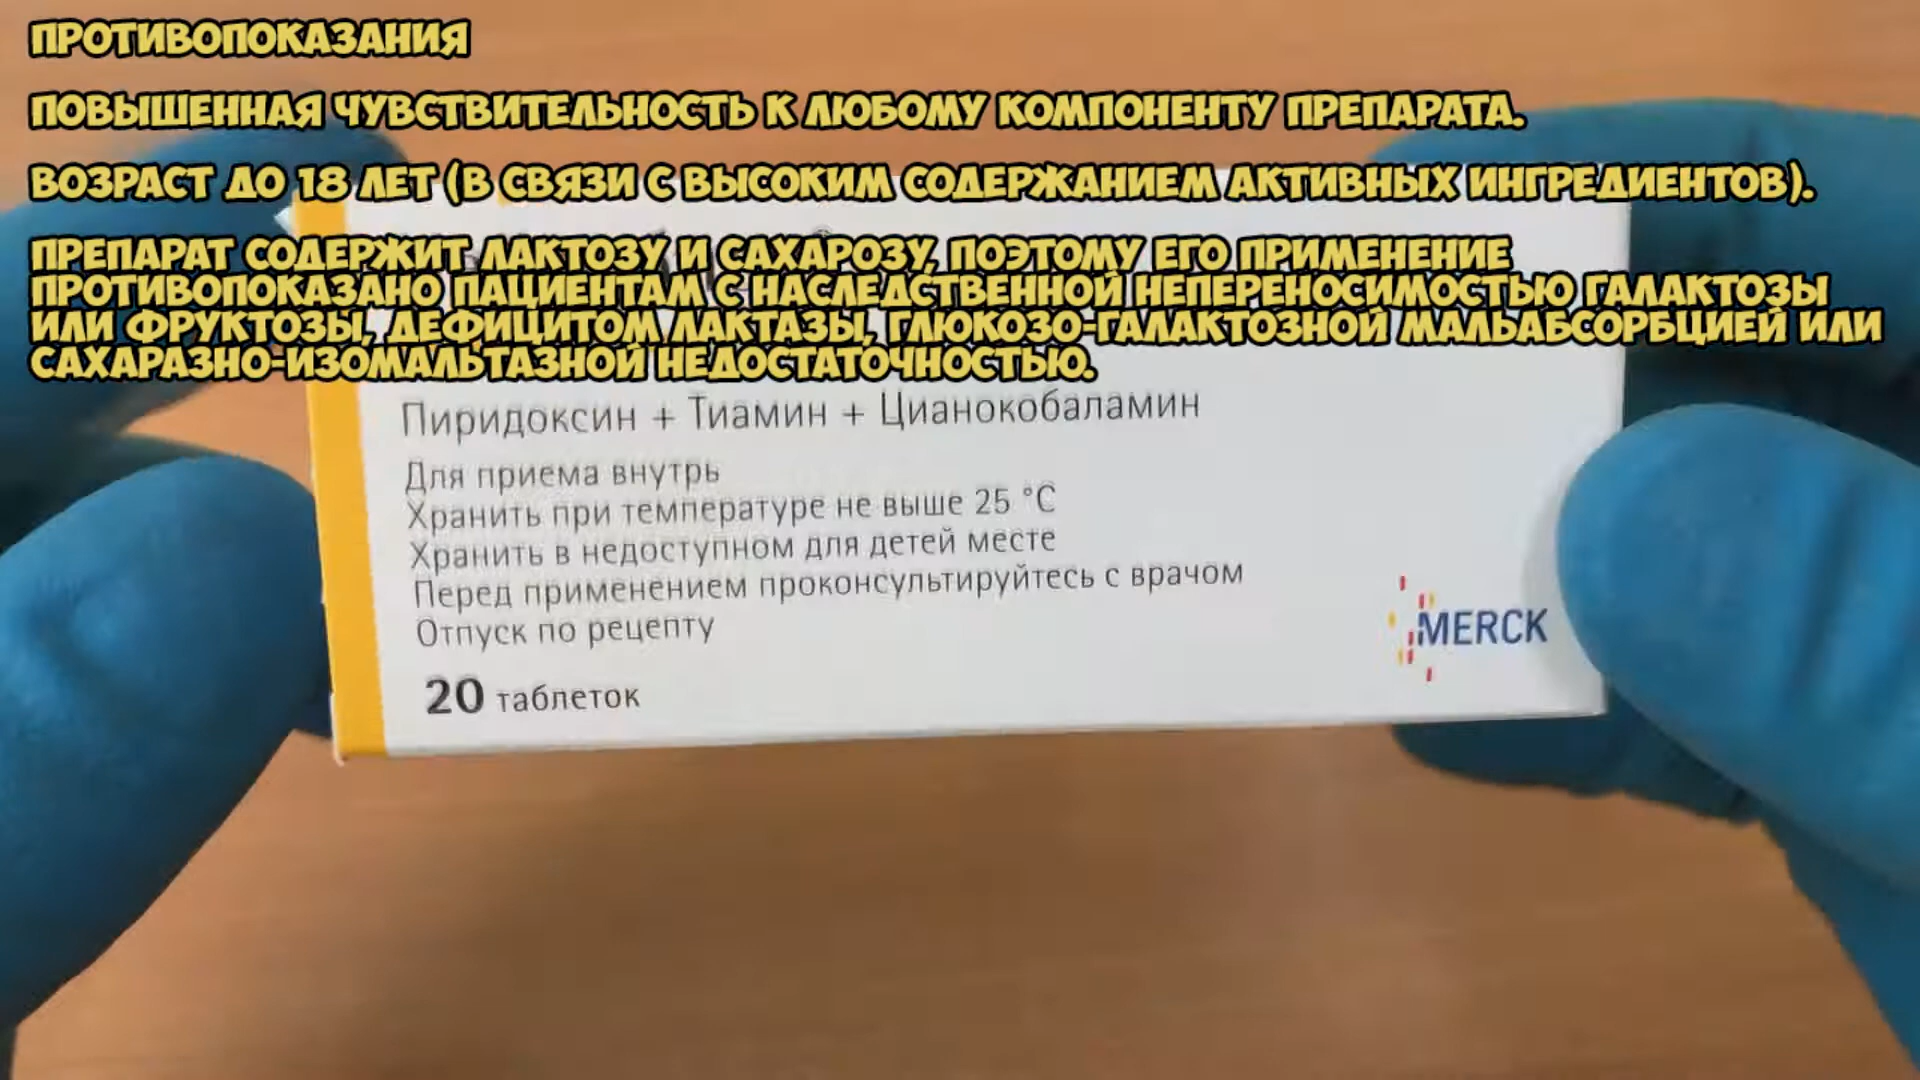 ПРОТИВОПОКАЗАНИЯ
ПОВЫШЕННАЯ ЧУВСТВИТЕЛЬНОСТЬ К ЛЮБОМУ КОМПОНЕНТУ ПРЕПАРАТА.
ВОЗРАСТ ДО 18 ЛЕТ (В СВЯЗИ С ВЫСОКИМ СОДЕРЖАНИЕМ АКТИВНЫХ ИНГРЕДИЕНТОВ).
ПРЕПАРАТ СОДЕРЖИТ ЛАКТОЗУ И САХАРОЗУ, ПОЭТОМУ ЕГО ПРИМЕНЕНИЕ
ПРОТИВОПОКАЗАНО ПАЦИЕНТАМ С НАСЛЕДСТВЕННОЙ НЕПЕРЕНОСИМОСТЬЮ ГАЛАКТОЗЫ
ИЛИ ФРУКТОЗЫ, ДЕФИЦИТОМ ЛАКТАЗЫ, ГЛЮКОЗО-ГАЛАКТОЗНОЙ МАЛЬАБСОРБЦИЕЙ ИЛИ
САХАРАЗНО-ИЗОМАЛЬТАЗНОЙ НЕДОСТАТОЧНОСТЬЮ.
Пиридоксин + Тиамин + Цианокобаламин
Для приема внутрь
Хранить при температуре не выше 25 °C
Хранить в недоступном для детей месте
Перед применением проконсультируйтесь с врачом
Отпуск по рецепту
MERCK
20 таблеток